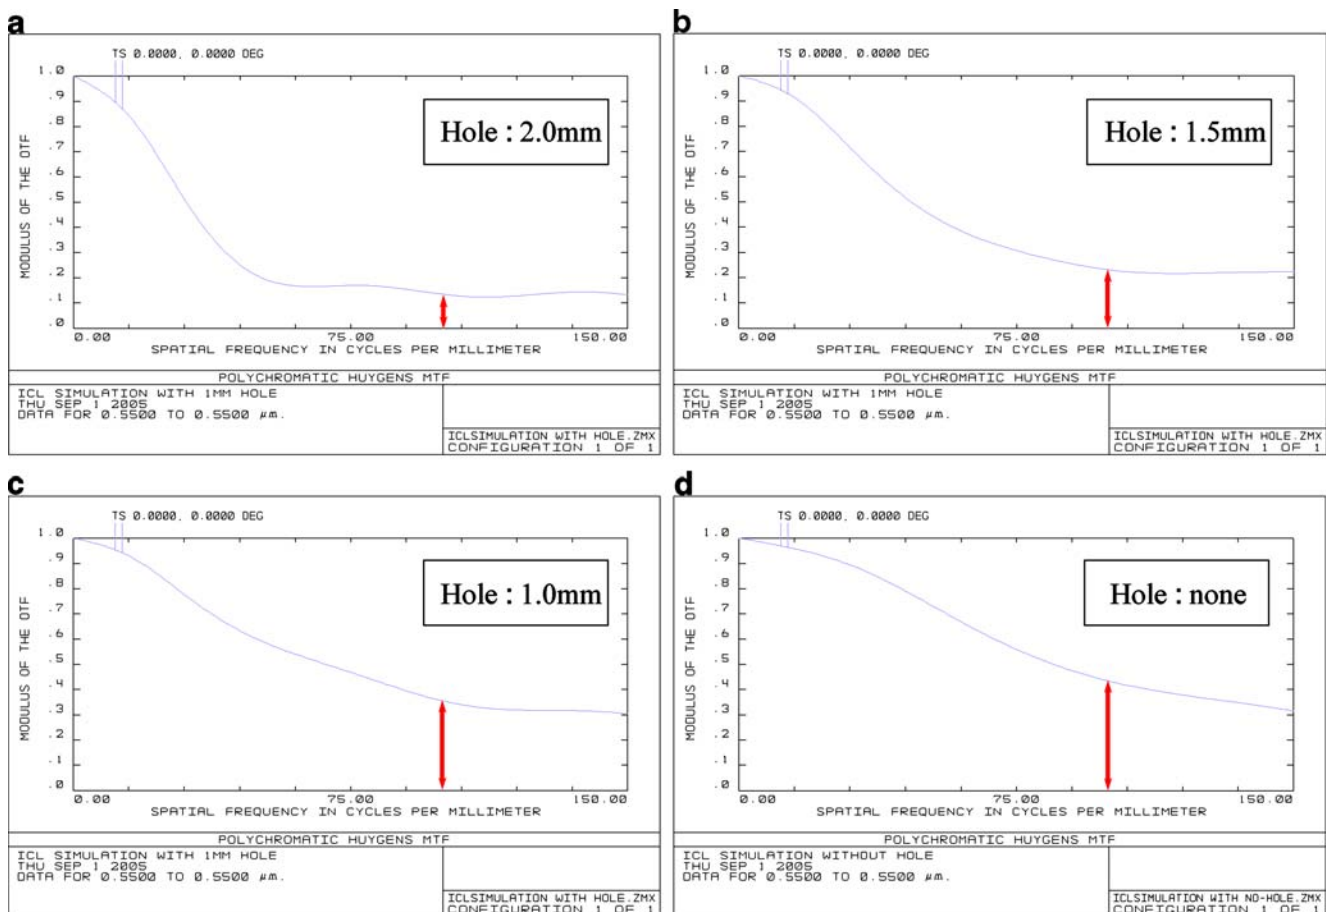 a
TS 0.0000, 0.0000 DEG
1.0
.9
.8
.7
.6
.5
.4
.3
.2
.1
.0
MODULUS OF THE OTF
Hole : 2.0mm
0.00 75.00 150.00
SPATIAL FREQUENCY IN CYCLES PER MILLIMETER
POLYCHROMATIC HUYGENS MTF
ICL SIMULATION WITH 1MM HOLE
THU SEP 1 2005
DATA FOR 0.5500 TO 0.5500 µm.
ICLSIMULATION WITH HOLE.ZMX
CONFIGURATION 1 OF 1
b
TS 0.0000, 0.0000 DEG
1.0
.9
.8
.7
.6
.5
.4
.3
.2
.1
.0
MODULUS OF THE OTF
Hole : 1.5mm
0.00 75.00 150.00
SPATIAL FREQUENCY IN CYCLES PER MILLIMETER
POLYCHROMATIC HUYGENS MTF
ICL SIMULATION WITH 1MM HOLE
THU SEP 1 2005
DATA FOR 0.5500 TO 0.5500 µm.
ICLSIMULATION WITH HOLE.ZMX
CONFIGURATION 1 OF 1
c
TS 0.0000, 0.0000 DEG
1.0
.9
.8
.7
.6
.5
.4
.3
.2
.1
.0
MODULUS OF THE OTF
Hole : 1.0mm
0.00 75.00 150.00
SPATIAL FREQUENCY IN CYCLES PER MILLIMETER
POLYCHROMATIC HUYGENS MTF
ICL SIMULATION WITH 1MM HOLE
THU SEP 1 2005
DATA FOR 0.5500 TO 0.5500 µm.
ICLSIMULATION WITH HOLE.ZMX
CONFIGURATION 1 OF 1
d
TS 0.0000, 0.0000 DEG
1.0
.9
.8
.7
.6
.5
.4
.3
.2
.1
.0
MODULUS OF THE OTF
Hole : none
0.00 75.00 150.00
SPATIAL FREQUENCY IN CYCLES PER MILLIMETER
POLYCHROMATIC HUYGENS MTF
ICL SIMULATION WITHOUT HOLE
THU SEP 1 2005
DATA FOR 0.5500 TO 0.5500 µm.
ICLSIMULATION WITH NO-HOLE.ZMX
CONFIGURATION 1 OF 1